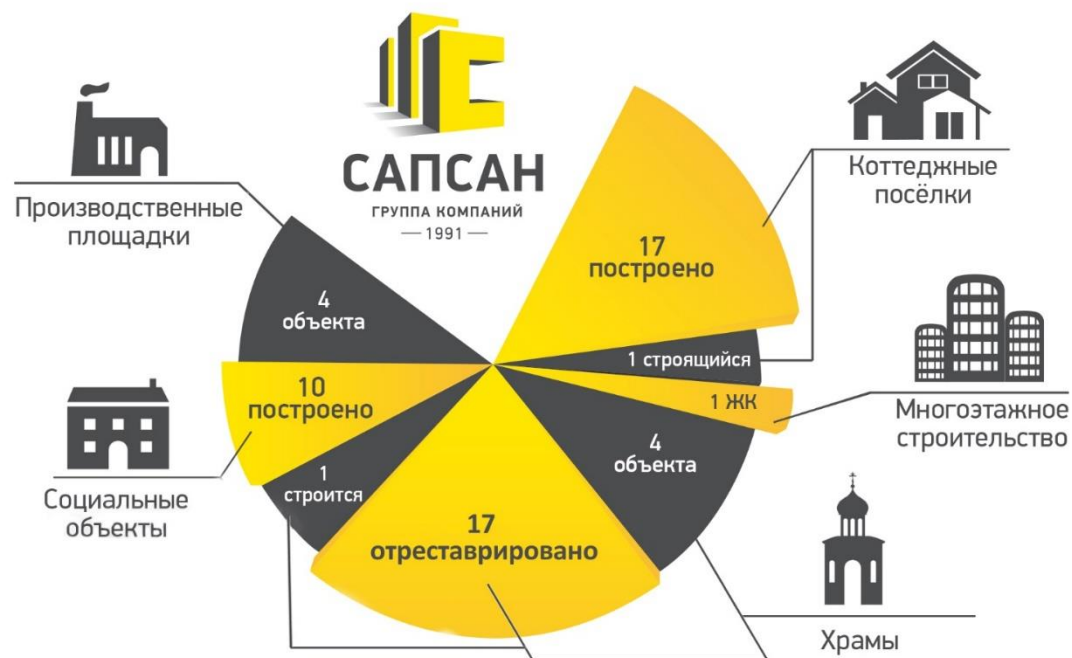 САПСАН
ГРУППА КОМПАНИЙ
1991
Производственные
площадки
Коттеджные
посёлки
17
построено
4
объекта
1 строящийся
10
построено
1 ЖК
Многоэтажное
строительство
4
объекта
1
строится
Социальные
объекты
17
отреставрировано
Храмы